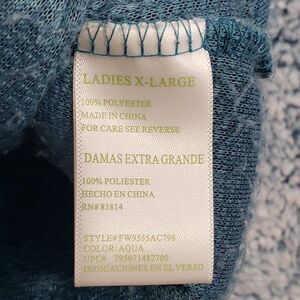 LADIES X-LARGE
100% POLYESTER
MADE IN CHINA
FOR CARE SEE REVERSE
DAMAS EXTRA GRANDE
100% POLIESTER
HECHO EN CHINA
RN# 83814
STYLE# FW9555AC798
COLOR: AQUA
UPC# 795071482700
INDICACIONES EN EL VERSO